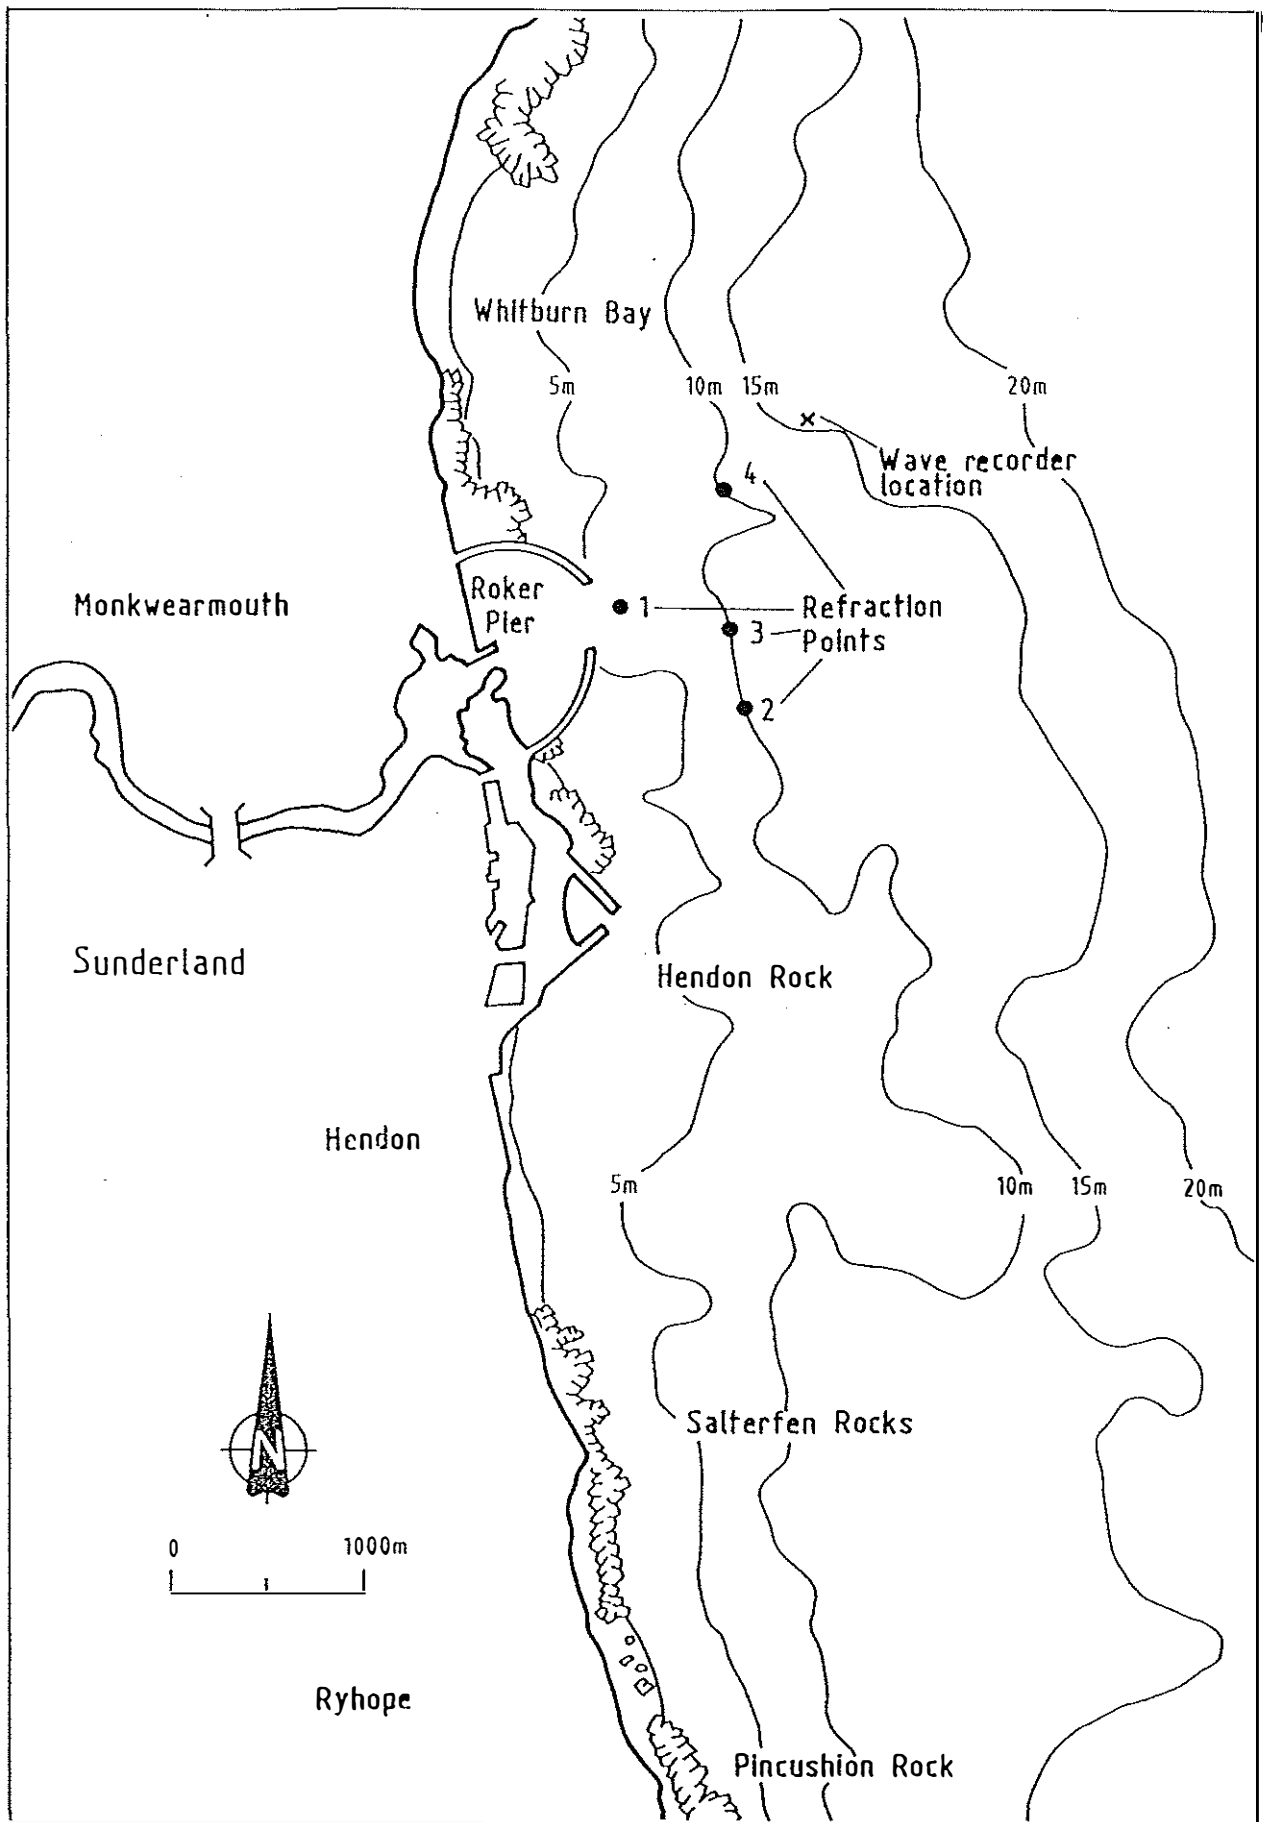 Whitburn Bay
5m
10m
15m
20m
Wave recorder
location
4
Roker
Pier
1
Refraction
Points
3
2
Monkwearmouth
Sunderland
Hendon Rock
Hendon
5m
10m
15m
20m
Salterfen Rocks
N
0
1000m
Ryhope
Pincushion Rock